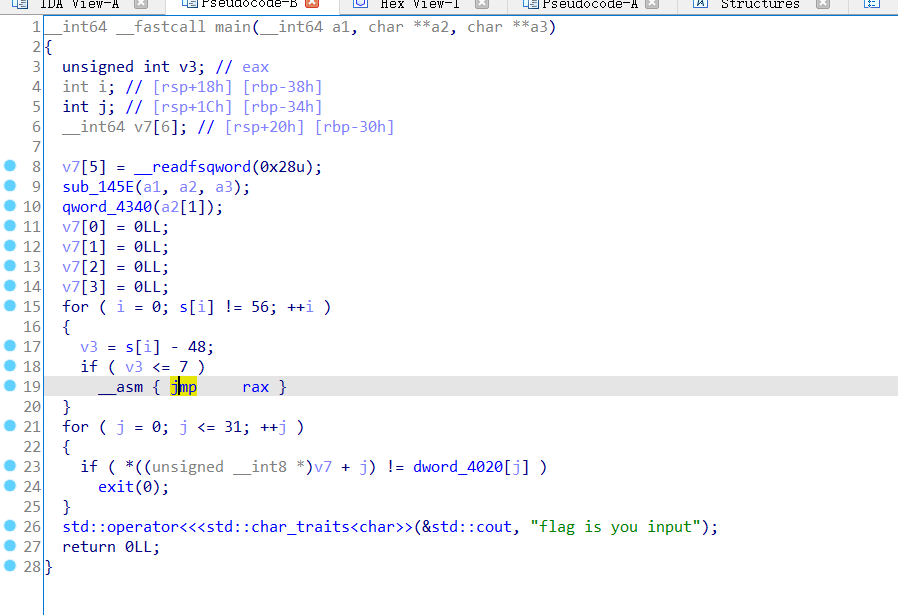 IDA View-A Pseudocode-B Hex View-1 Pseudocode-A Structures
1 __int64 __fastcall main(__int64 a1, char **a2, char **a3)
2 {
3 unsigned int v3; // eax
4 int i; // [rsp+18h] [rbp-38h]
5 int j; // [rsp+1Ch] [rbp-34h]
6 __int64 v7[6]; // [rsp+20h] [rbp-30h]
7
8 v7[5] = __readfsqword(0x28u);
9 sub_145E(a1, a2, a3);
10 qword_4340(a2[1]);
11 v7[0] = 0LL;
12 v7[1] = 0LL;
13 v7[2] = 0LL;
14 v7[3] = 0LL;
15 for ( i = 0; s[i] != 56; ++i )
16 {
17 v3 = s[i] - 48;
18 if ( v3 <= 7 )
19 __asm { jmp rax }
20 }
21 for ( j = 0; j <= 31; ++j )
22 {
23 if ( *((unsigned __int8 *)v7 + j) != dword_4020[j] )
24 exit(0);
25 }
26 std::operator<<<std::char_traits<char>>(&std::cout, "flag is you input");
27 return 0LL;
28 }